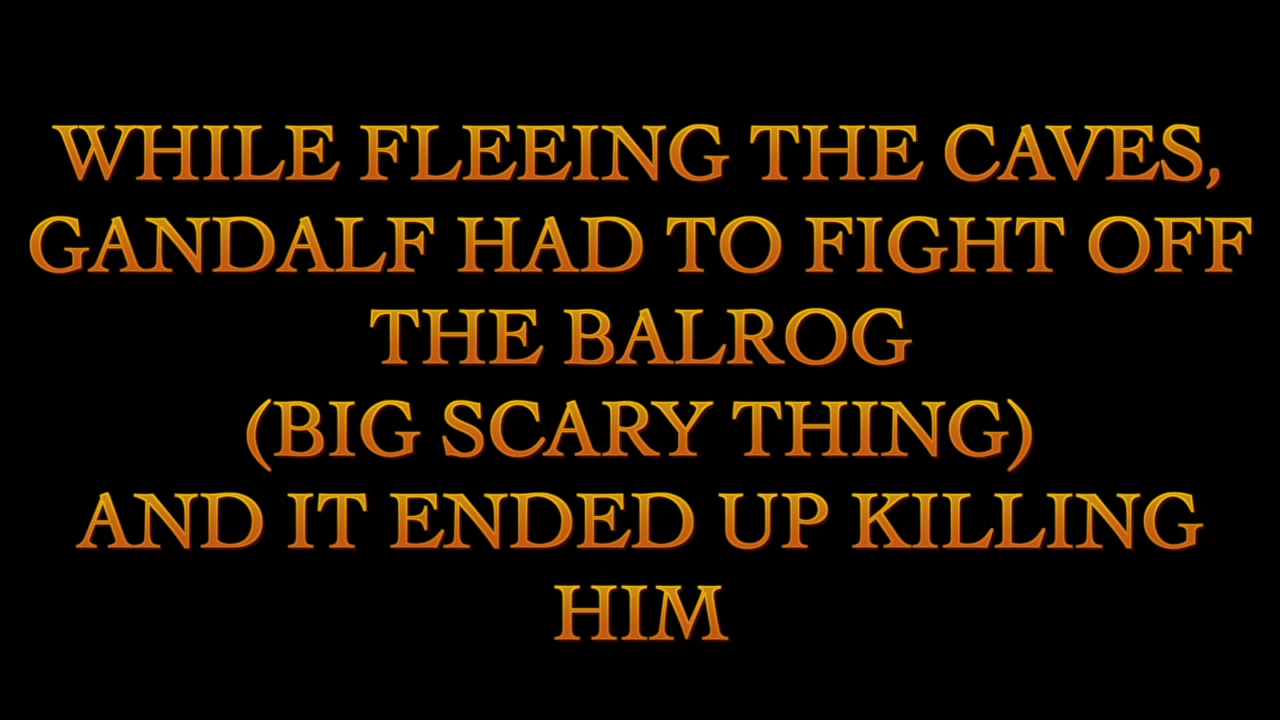 WHILE FLEEING THE CAVES,
GANDALF HAD TO FIGHT OFF
THE BALROG
(BIG SCARY THING)
AND IT ENDED UP KILLING
HIM